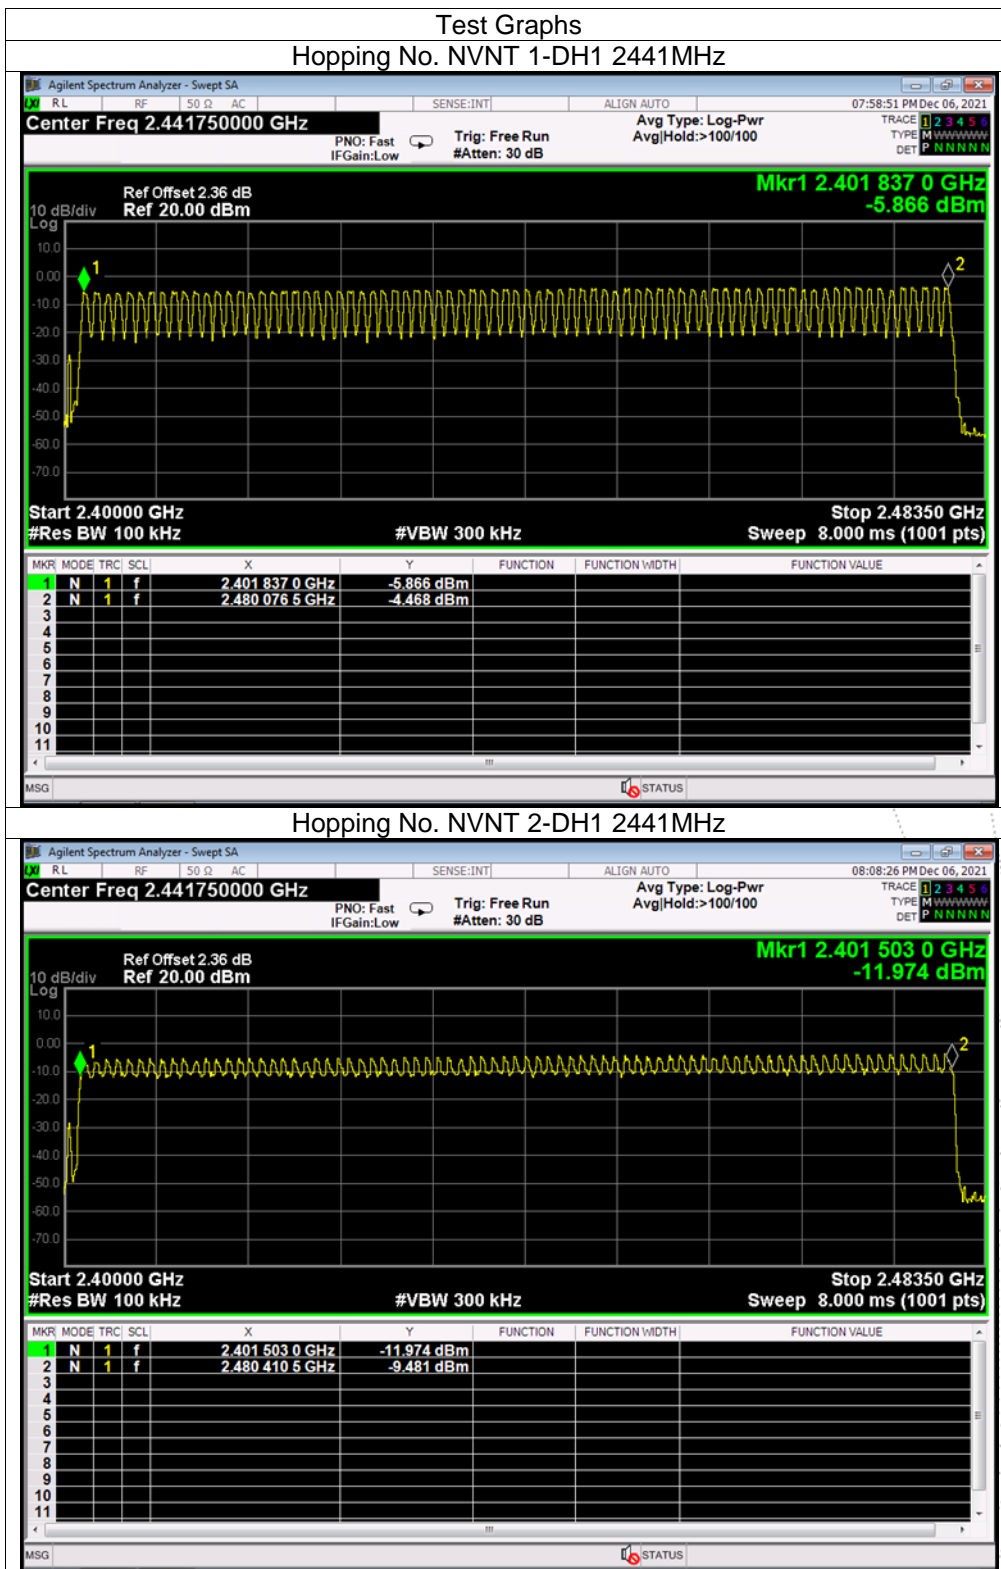 Test Graphs
Hopping No. NVNT 1-DH1 2441MHz
Agilent Spectrum Analyzer - Swept SA
LXI RL RF 50 Ω AC SENSE:INT ALIGN AUTO 07:58:51 PM Dec 06, 2021
Center Freq 2.441750000 GHz Avg Type: Log-Pwr TRACE 1 2 3 4 5 6
PNO: Fast Trig: Free Run Avg|Hold:>100/100 TYPE M WWWWW
IFGain:Low #Atten: 30 dB DET P N N N N N
Mkr1 2.401 837 0 GHz
Ref Offset 2.36 dB
10 dB/div Ref 20.00 dBm -5.866 dBm
Log
10.0
0.00
1
2
-10.0
-20.0
-30.0
-40.0
-50.0
-60.0
-70.0
Start 2.40000 GHz Stop 2.48350 GHz
#Res BW 100 kHz #VBW 300 kHz Sweep 8.000 ms (1001 pts)
MKR MODE TRC SCL X Y FUNCTION FUNCTION WIDTH FUNCTION VALUE
1 N 1 f 2.401 837 0 GHz -5.866 dBm
2 N 1 f 2.480 076 5 GHz -4.468 dBm
3
4
5
6
7
8
9
10
11
MSG STATUS
Hopping No. NVNT 2-DH1 2441MHz
Agilent Spectrum Analyzer - Swept SA
LXI RL RF 50 Ω AC SENSE:INT ALIGN AUTO 08:08:26 PM Dec 06, 2021
Center Freq 2.441750000 GHz Avg Type: Log-Pwr TRACE 1 2 3 4 5 6
PNO: Fast Trig: Free Run Avg|Hold:>100/100 TYPE M WWWWW
IFGain:Low #Atten: 30 dB DET P N N N N N
Mkr1 2.401 503 0 GHz
Ref Offset 2.36 dB
10 dB/div Ref 20.00 dBm -11.974 dBm
Log
10.0
0.00
1
2
-10.0
-20.0
-30.0
-40.0
-50.0
-60.0
-70.0
Start 2.40000 GHz Stop 2.48350 GHz
#Res BW 100 kHz #VBW 300 kHz Sweep 8.000 ms (1001 pts)
MKR MODE TRC SCL X Y FUNCTION FUNCTION WIDTH FUNCTION VALUE
1 N 1 f 2.401 503 0 GHz -11.974 dBm
2 N 1 f 2.480 410 5 GHz -9.481 dBm
3
4
5
6
7
8
9
10
11
MSG STATUS